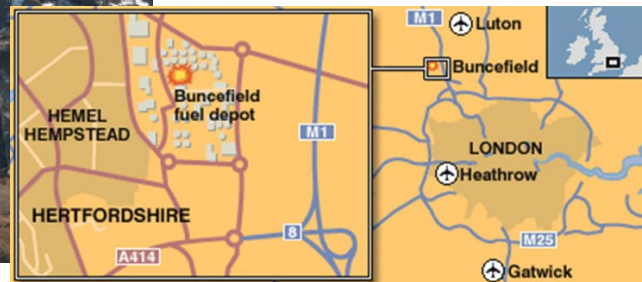 HEMEL
HEMPSTEAD
Buncefield
fuel depot
M1
HERTFORDSHIRE
8
A414
M1
Luton
Buncefield
LONDON
Heathrow
M25
Gatwick